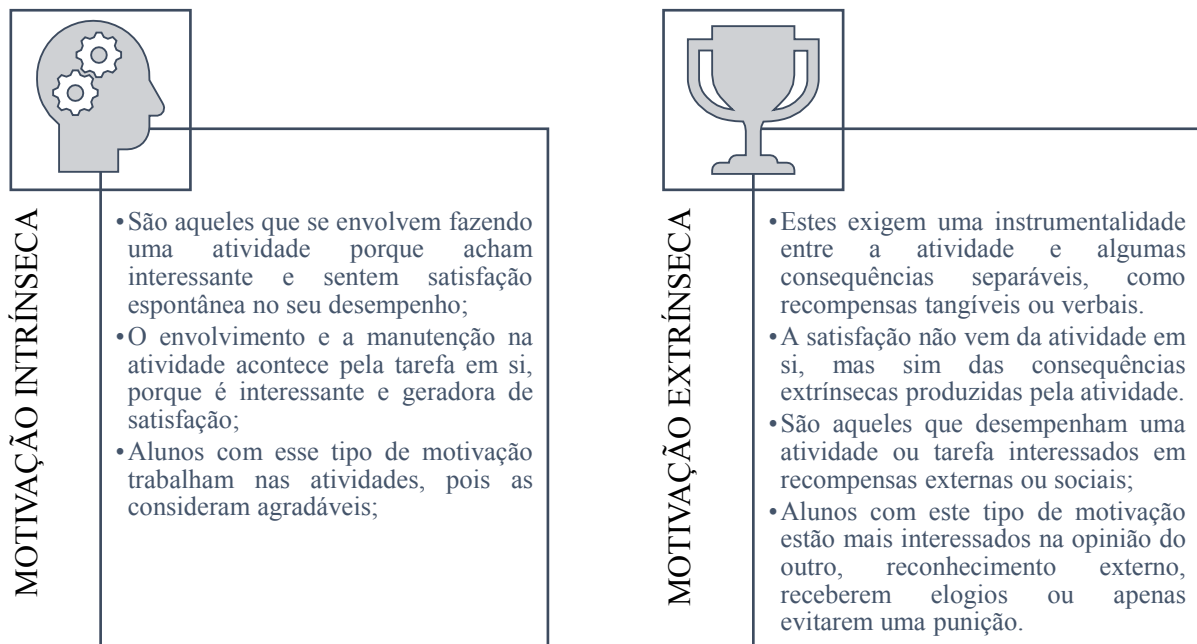 MOTIVAÇÃO INTRÍNSECA
•São aqueles que se envolvem fazendo
uma atividade porque acham
interessante e sentem satisfação
espontânea no seu desempenho;
•O envolvimento e a manutenção na
atividade acontece pela tarefa em si,
porque é interessante e geradora de
satisfação;
•Alunos com esse tipo de motivação
trabalham nas atividades, pois as
consideram agradáveis;
MOTIVAÇÃO EXTRÍNSECA
•Estes exigem uma instrumentalidade
entre a atividade e algumas
consequências separáveis, como
recompensas tangíveis ou verbais.
•A satisfação não vem da atividade em
si, mas sim das consequências
extrínsecas produzidas pela atividade.
•São aqueles que desempenham uma
atividade ou tarefa interessados em
recompensas externas ou sociais;
•Alunos com este tipo de motivação
estão mais interessados na opinião do
outro, reconhecimento externo,
receberem elogios ou apenas
evitarem uma punição.